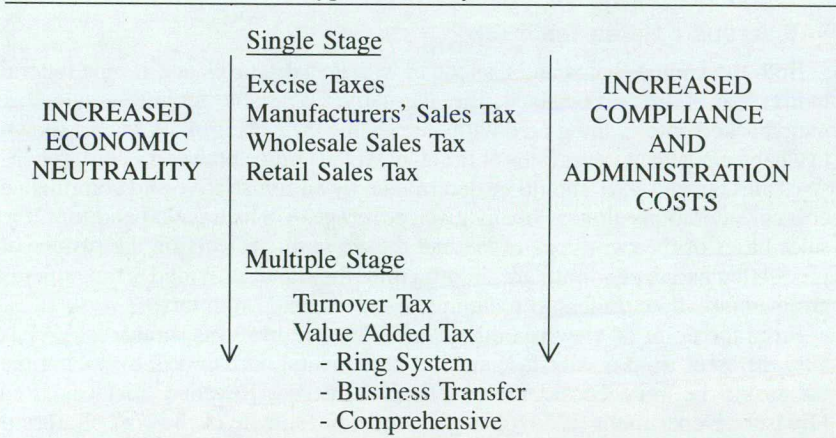 Single Stage
Excise Taxes
Manufacturers' Sales Tax
Wholesale Sales Tax
Retail Sales Tax
INCREASED
ECONOMIC
NEUTRALITY
INCREASED
COMPLIANCE
AND
ADMINISTRATION
COSTS
Multiple Stage
Turnover Tax
Value Added Tax
- Ring System
- Business Transfer
- Comprehensive